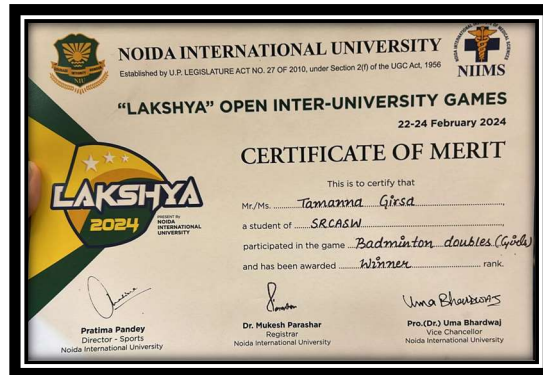 NOIDA INTERNATIONAL UNIVERSITY
Established by U.P. LEGISLATURE ACT NO. 27 OF 2010, under Section 2(f) of the UGC Act, 1956
NIU
NIIMS
"LAKSHYA" OPEN INTER-UNIVERSITY GAMES
22-24 February 2024
CERTIFICATE OF MERIT
This is to certify that
Mr./Ms. Tamanna Girsa
a student of SRCASW
participated in the game Badminton doubles (Girls)
and has been awarded Winner rank.
LAKSHYA
2024
PRESENT By
NOIDA
INTERNATIONAL
UNIVERSITY
Uma Bhardwaj
Pratima Pandey
Director - Sports
Noida International University
Dr. Mukesh Parashar
Registrar
Noida International University
Pro.(Dr.) Uma Bhardwaj
Vice Chancellor
Noida International University